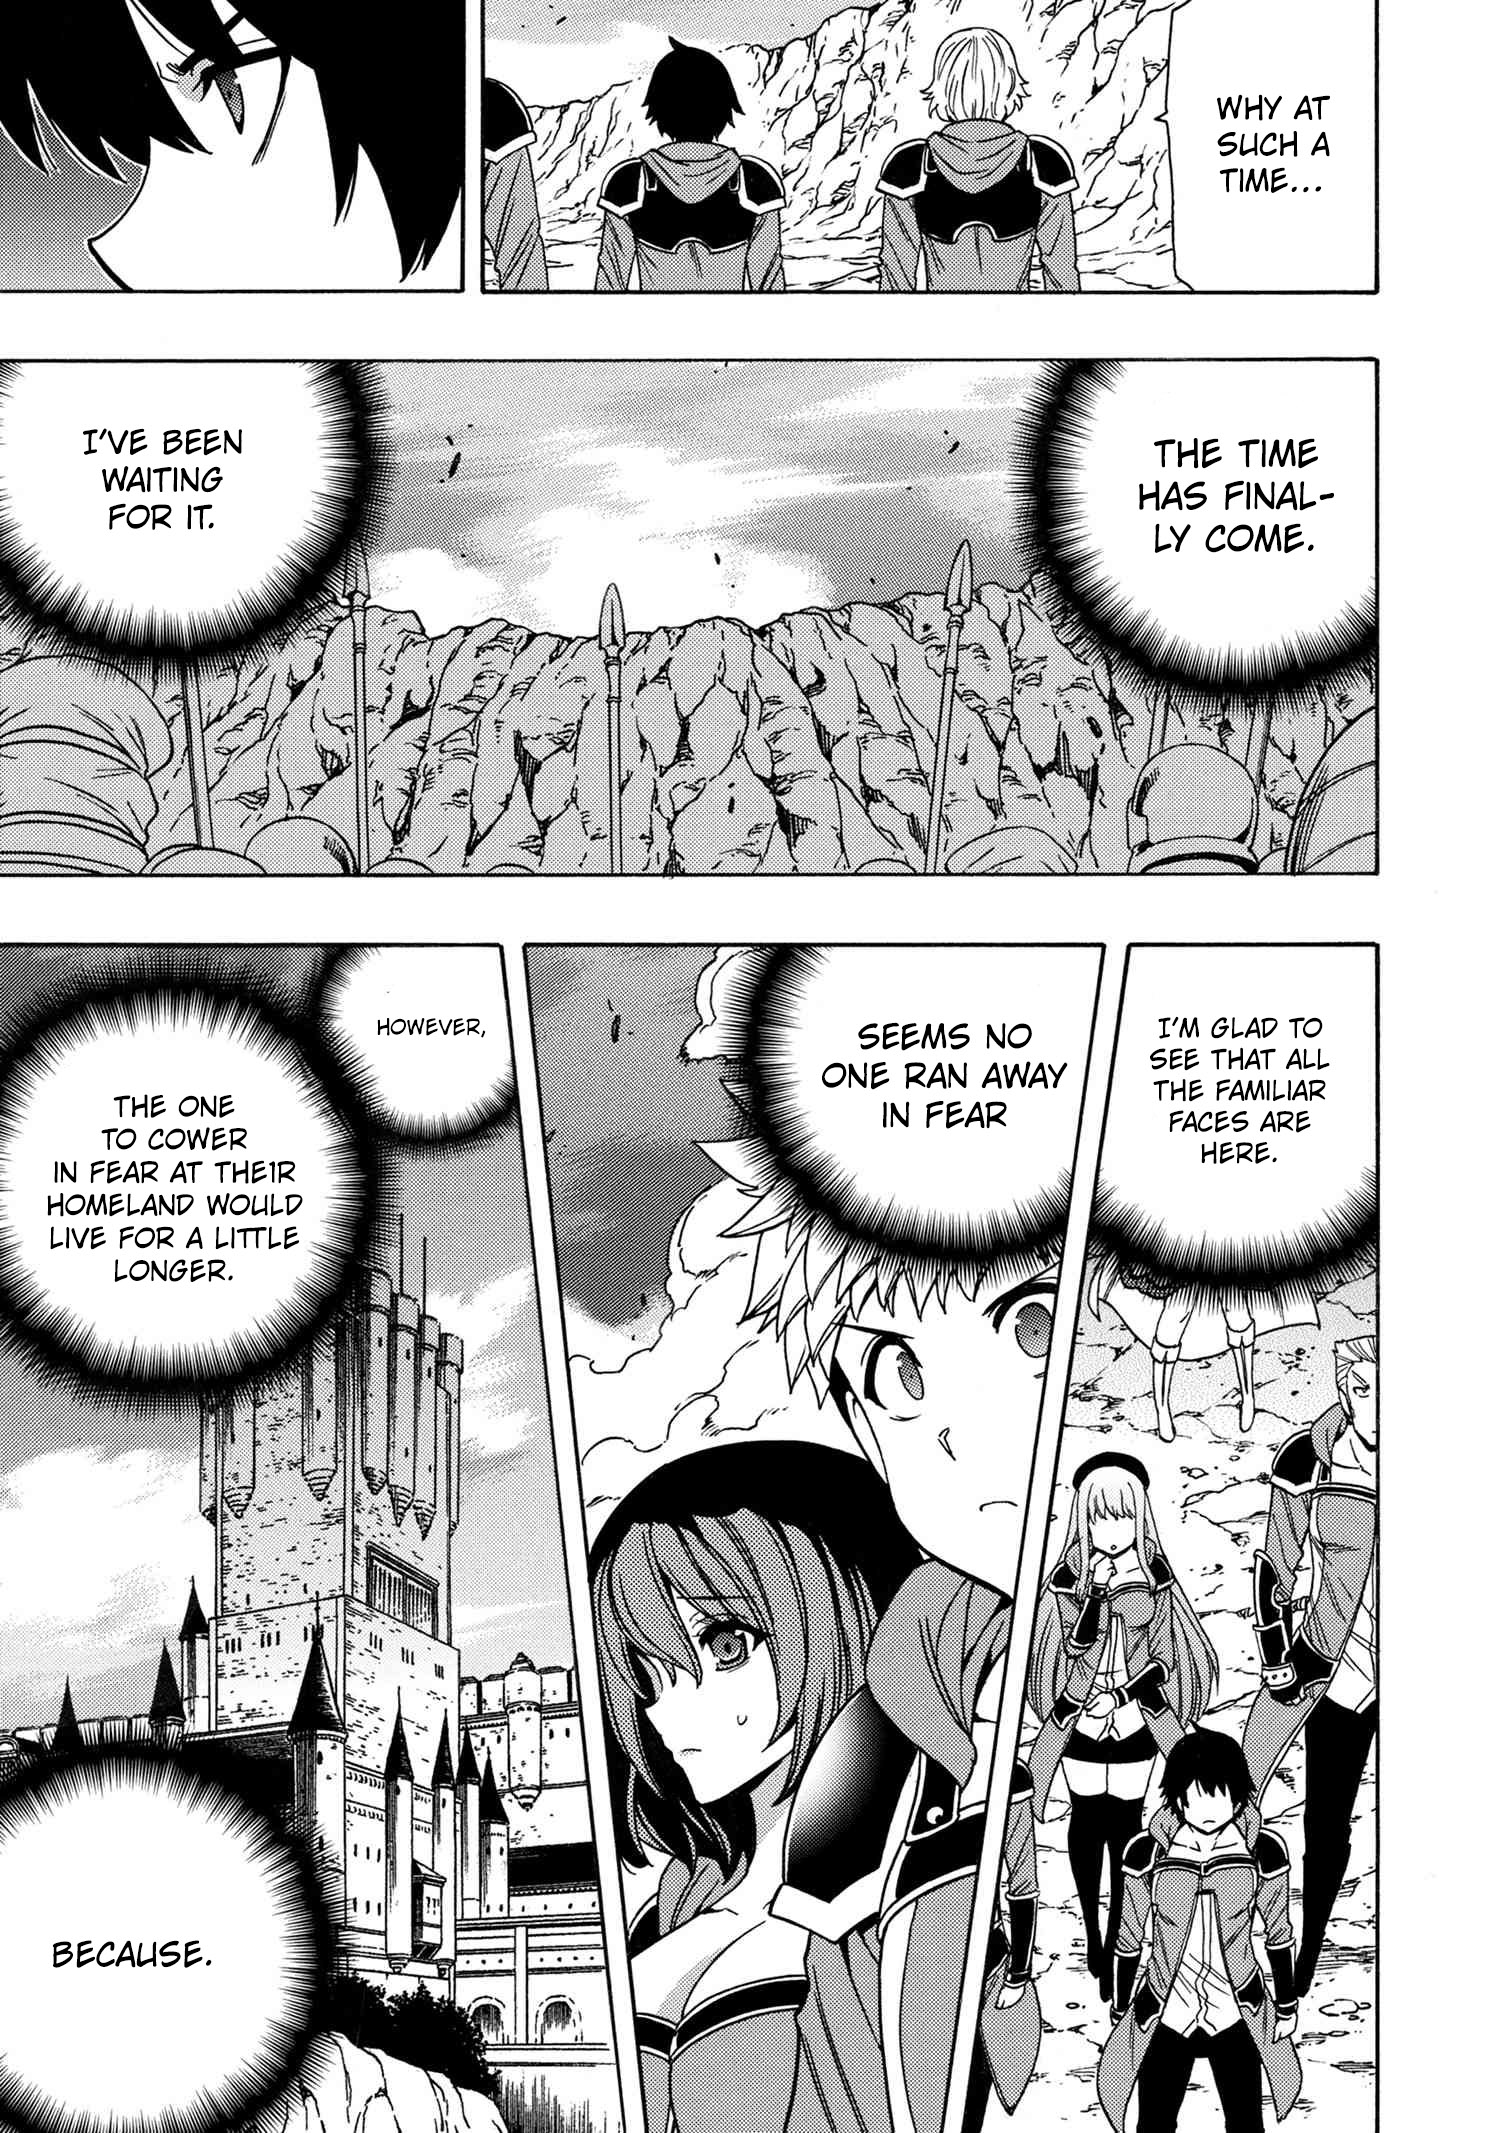 WHY AT
SUCH A
TIME...
THE TIME
HAS FINAL-
LY COME.
I'VE BEEN
WAITING
FOR IT.
I'M GLAD TO
SEE THAT ALL
THE FAMILIAR
FACES ARE
HERE.
SEEMS NO
ONE RAN AWAY
IN FEAR
HOWEVER,
THE ONE
TO COWER
IN FEAR AT THE1R
HOMELAND WOULD
LIVE FOR A LITTLE
LONGER.
BECAUSE.